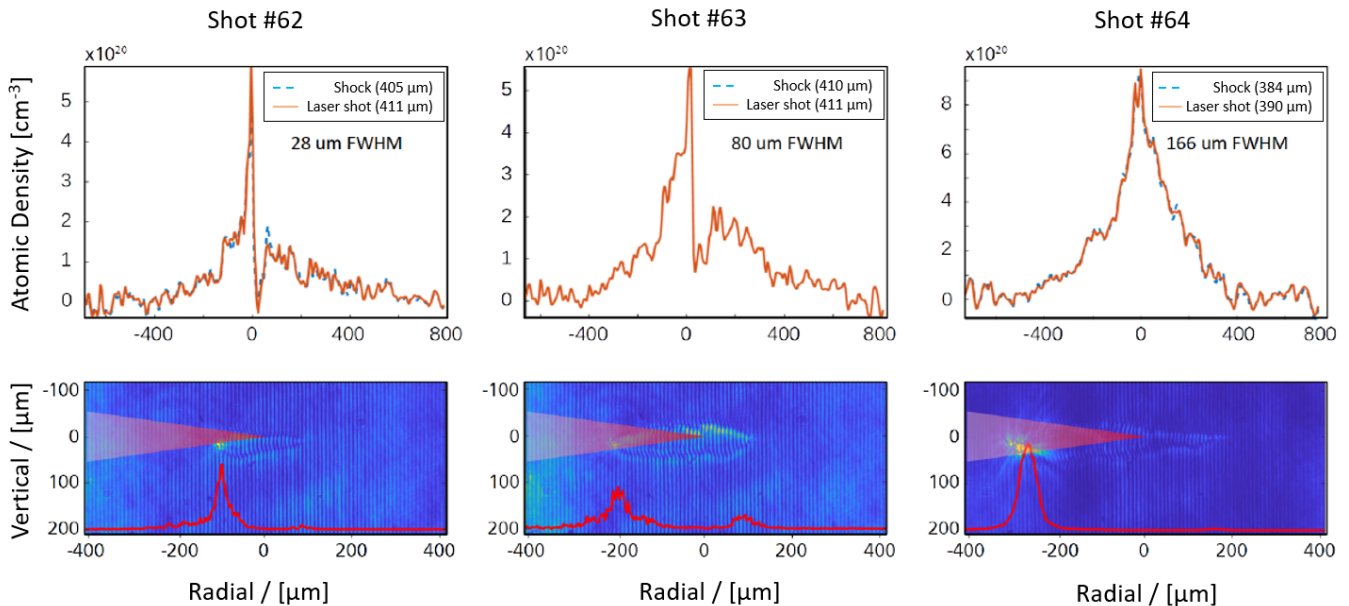 Shot #62 Shot #63 Shot #64
x10²⁰ x10²⁰ x10²⁰
Atomic Density [cm⁻³]
Shock (405 µm)
Laser shot (411 µm)
28 um FWHM
5
4
3
2
1
0
-400 0 400 800
Shock (410 µm)
Laser shot (411 µm)
80 um FWHM
5
4
3
2
1
0
-400 0 400 800
Shock (384 µm)
Laser shot (390 µm)
166 um FWHM
8
6
4
2
0
-400 0 400 800
Vertical / [µm]
-100
0
100
200
-400 -200 0 200 400
Radial / [µm]
-100
0
100
200
-400 -200 0 200 400
Radial / [µm]
-100
0
100
200
-400 -200 0 200 400
Radial / [µm]